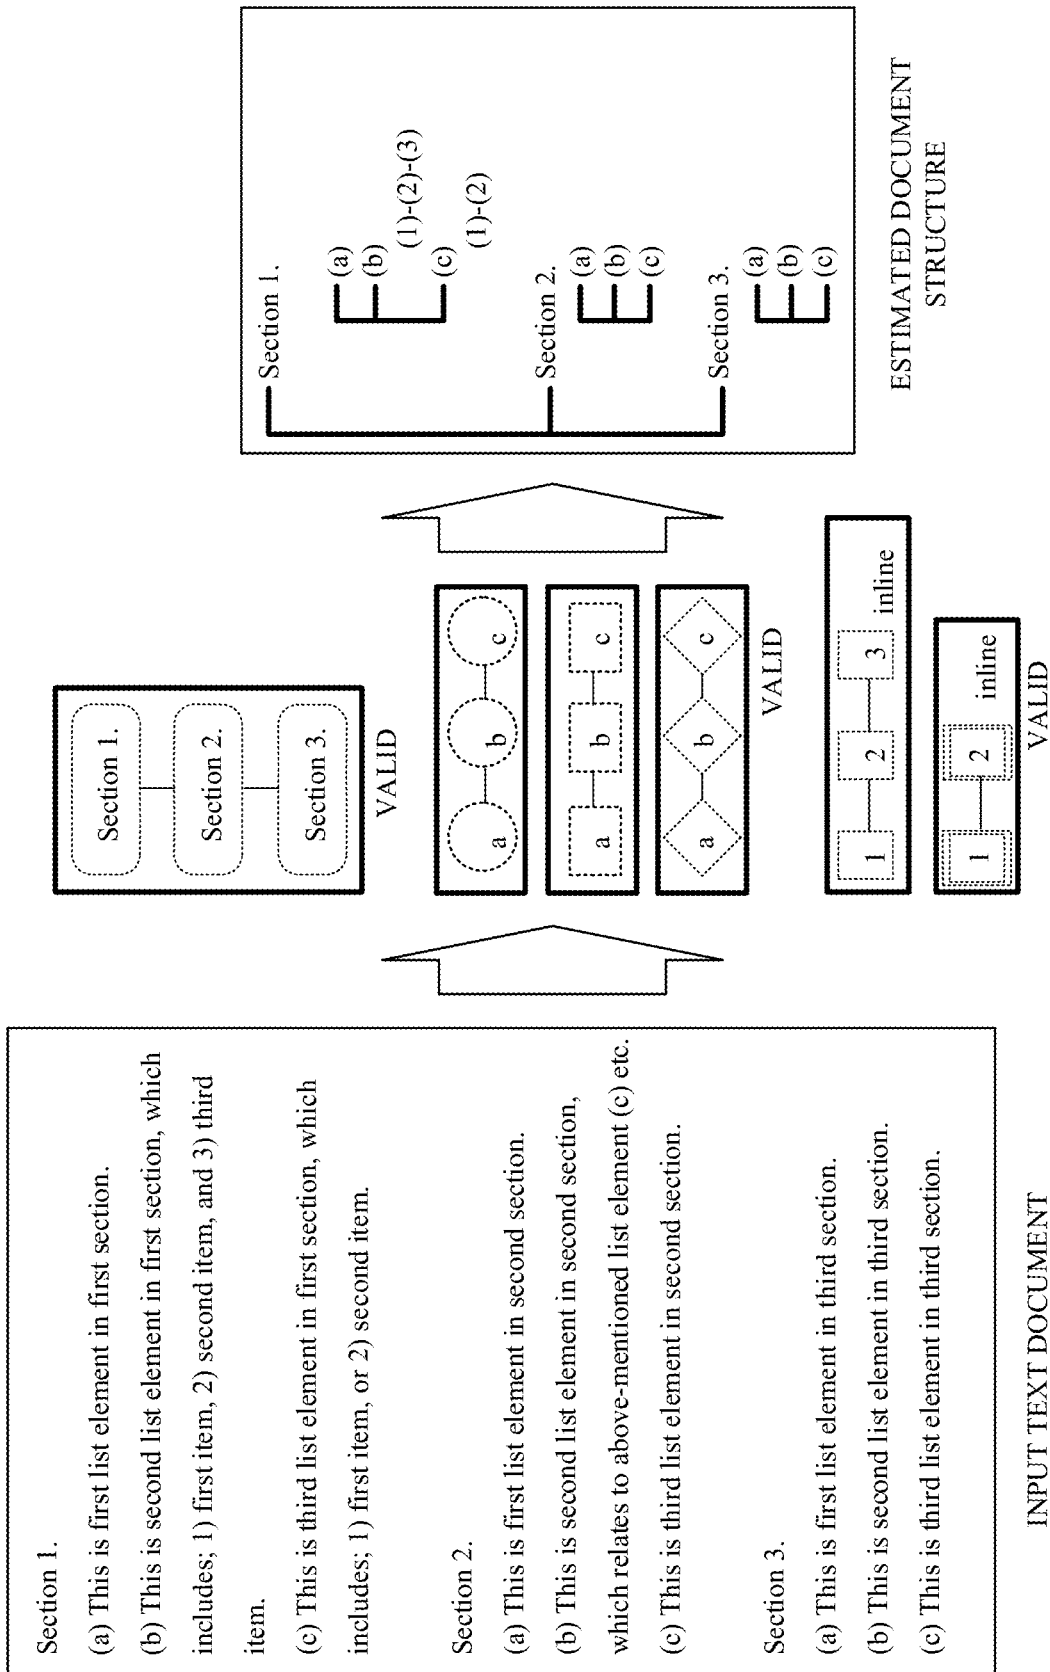 Section 1.
(a) This is first list element in first section.
(b) This is second list element in first section, which
includes; 1) first item, 2) second item, and 3) third
item.
(c) This is third list element in first section, which
includes; 1) first item, or 2) second item.
Section 2.
(a) This is first list element in second section.
(b) This is second list element in second section,
which relates to above-mentioned list element (c) etc.
(c) This is third list element in second section.
Section 3.
(a) This is first list element in third section.
(b) This is second list element in third section.
(c) This is third list element in third section.
INPUT TEXT DOCUMENT
Section 1.
Section 2.
Section 3.
VALID
a b c
a b c
a b c
VALID
1 2 3 inline
1 2 inline
VALID
Section 1.
(a)
(b)
(1)-(2)-(3)
(c)
(1)-(2)
Section 2.
(a)
(b)
(c)
Section 3.
(a)
(b)
(c)
ESTIMATED DOCUMENT
STRUCTURE